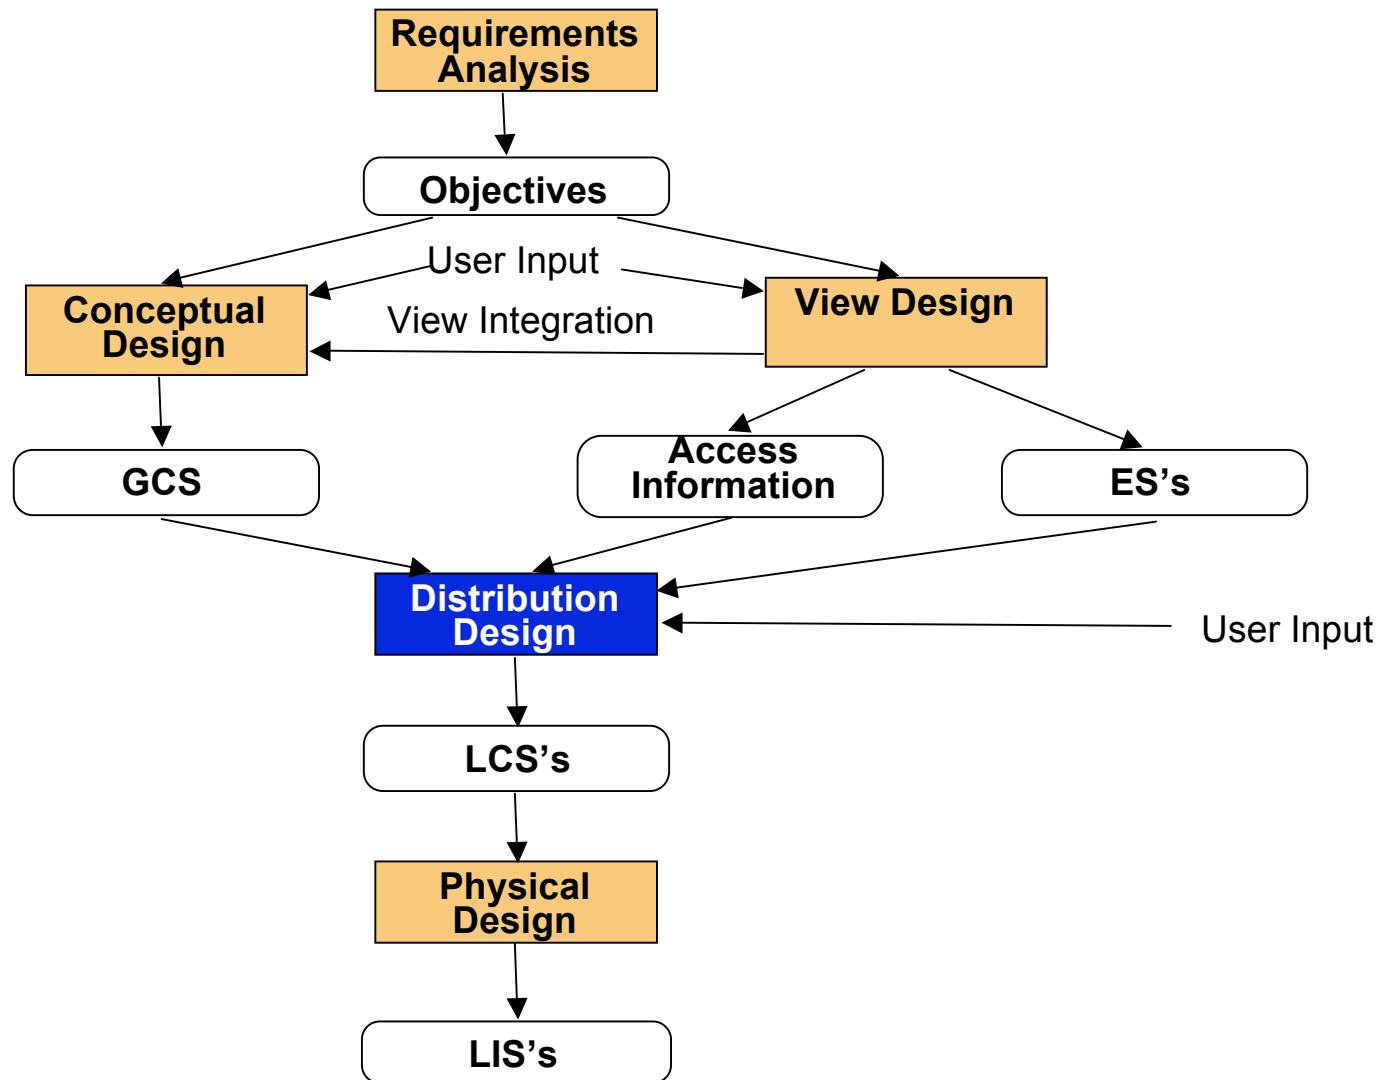 Requirements
Analysis
Objectives
User Input
Conceptual
Design
View Integration
View Design
GCS
Access
Information
ES’s
Distribution
Design
User Input
LCS’s
Physical
Design
LIS’s